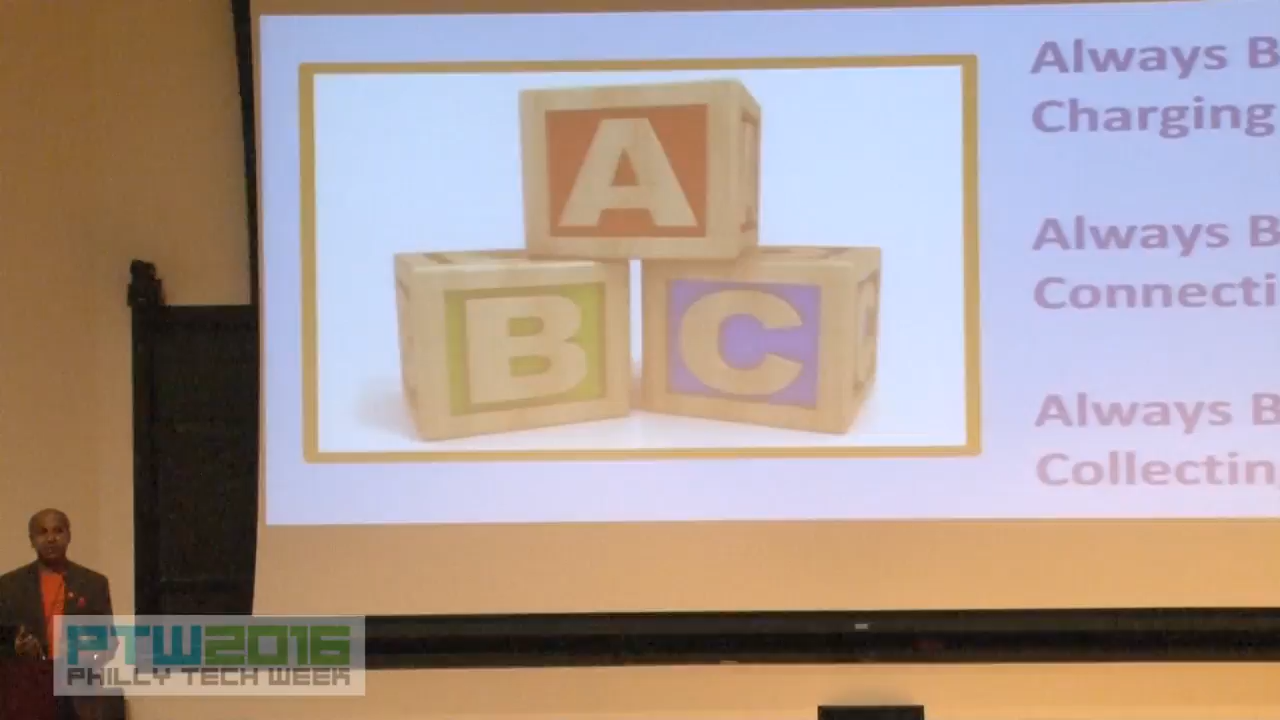 A
B
C
Always B
Charging
Always B
Connecti
Always B
Collectin
PTW2016
PHILLY TECH WEEK